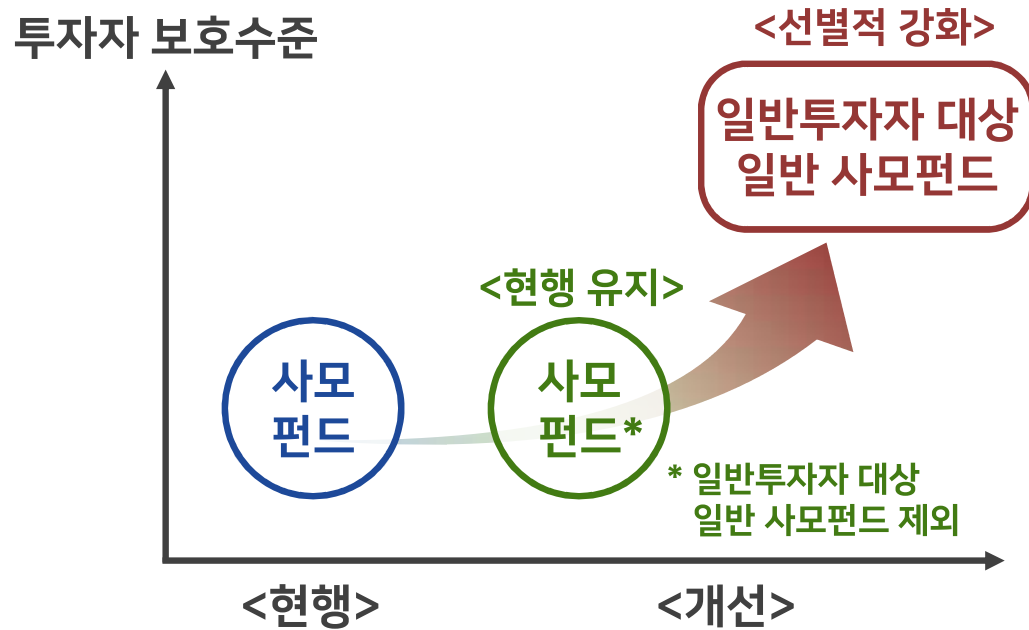 투자자 보호수준
<선별적 강화>
일반투자자 대상
일반 사모펀드
<현행 유지>
사모
펀드
사모
펀드*
* 일반투자자 대상
일반 사모펀드 제외
<현행>
<개선>